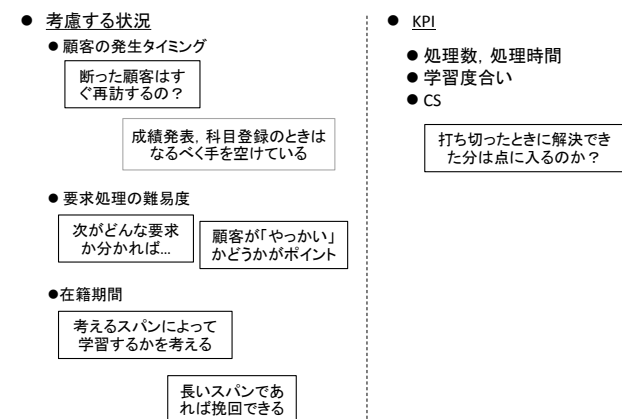 ● 考慮する状況
● 顧客の発生タイミング
断った顧客はす
ぐ再訪するの？
成績発表，科目登録のときは
なるべく手を空けている
● 要求処理の難易度
次がどんな要求
か分かれば…
顧客が「やっかい」
かどうかがポイント
●在籍期間
考えるスパンによって
学習するかを考える
長いスパンであ
れば挽回できる
● KPI
● 処理数，処理時間
● 学習度合い
● CS
打ち切ったときに解決でき
た分は点に入るのか？